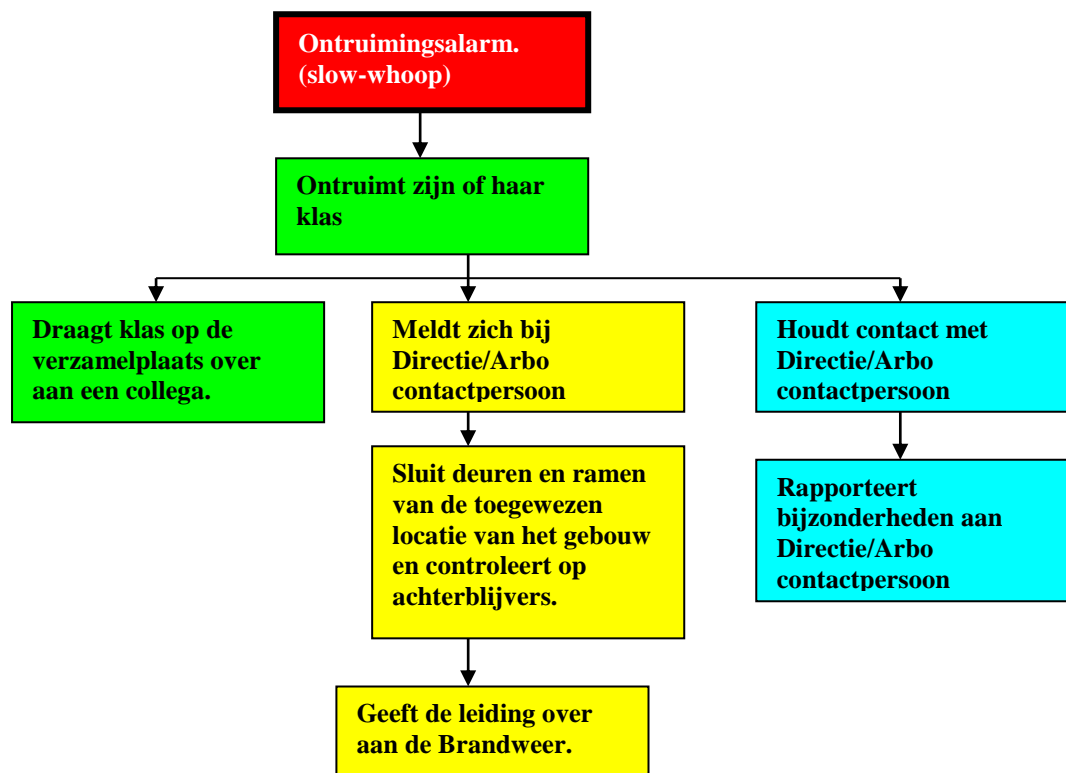 Ontruimingsalarm.
(slow-whoop)
Ontruimt zijn of haar
klas
Draagt klas op de
verzamelplaats over
aan een collega.
Meldt zich bij
Directie/Arbo
contactpersoon
Houdt contact met
Directie/Arbo
contactpersoon
Sluit deuren en ramen
van de toegewezen
locatie van het gebouw
en controleert op
achterblijvers.
Rapporteert
bijzonderheden aan
Directie/Arbo
contactpersoon
Geeft de leiding over
aan de Brandweer.